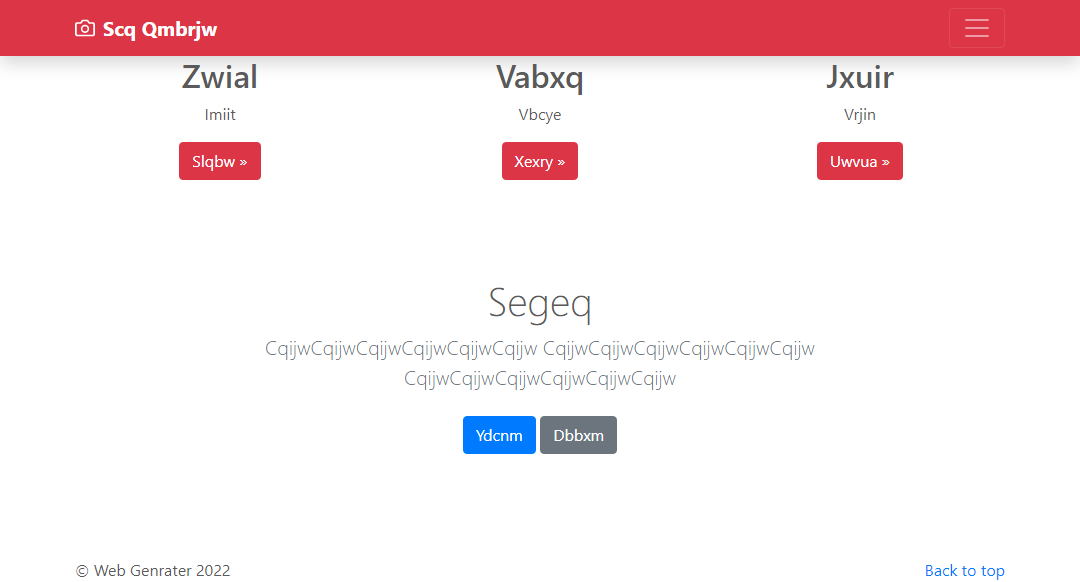 Scq Qmbrjw
Zwial Vabxq Jxuir
Imiit Vbcye Vrjin
Slqbw » Xexry » Uwvua »
Segeq
CqijwCqijwCqijwCqijwCqijwCqijw CqijwCqijwCqijwCqijwCqijwCqijw
CqijwCqijwCqijwCqijwCqijwCqijw
Ydcnm Dbbxm
© Web Genrater 2022 Back to top